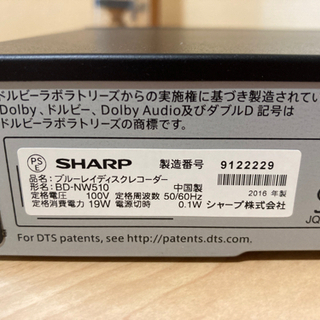 ドルビーラボラトリーズからの実施権に基づき製造されてい
Dolby、ドルビー、Dolby Audio及びダブルD 記号は
ドルビーラボラトリーズの商標です。
PS
E
SHARP 製造番号 9122229
品名:ブルーレイディスクレコーダー
形名:BD-NW510 中国製
定格電圧 100V 定格周波数 50/60Hz 2016 年製
定格消費電力 19W 電源切時 0.1W シャープ株式会社
For DTS patents, see http://patents.dts.com.
JQ